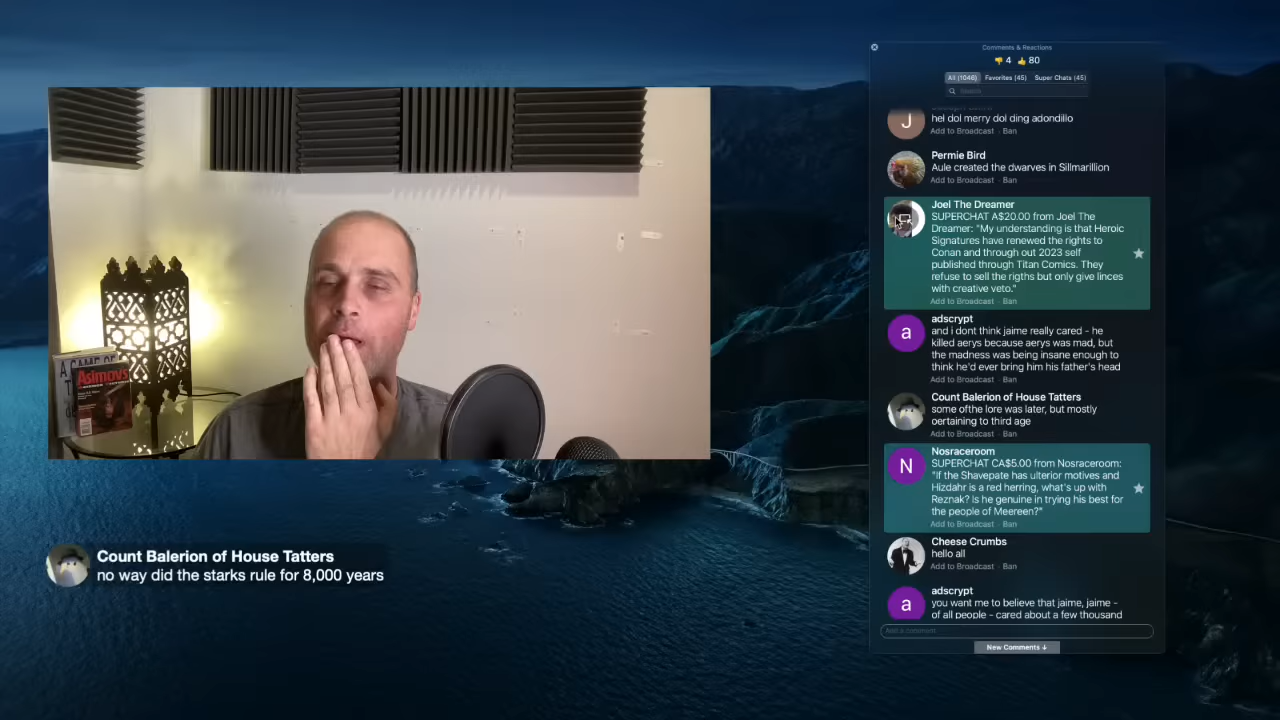 Comments & Reactions
4 80
All (1046) Favorites (45) Super Chats (45)
Search
hei dol merry dol ding adondillo
J
Add to Broadcast · Ban
Permie Bird
Aule created the dwarves in Sillmarillion
Add to Broadcast · Ban
Joel The Dreamer
SUPERCHAT A$20.00 from Joel The
Dreamer: "My understanding is that Heroic
Signatures have renewed the rights to
Conan and through out 2023 self
published through Titan Comics. They
refuse to sell the rigths but only give linces
with creative veto."
Add to Broadcast · Ban
adscrypt
a
and i dont think jaime really cared - he
killed aerys because aerys was mad, but
the madness was being insane enough to
think he'd ever bring him his father's head
Add to Broadcast · Ban
Count Balerion of House Tatters
some ofthe lore was later, but mostly
oertaining to third age
Add to Broadcast · Ban
Nosraceroom
N
SUPERCHAT CA$5.00 from Nosraceroom:
"If the Shavepate has ulterior motives and
Hizdahr is a red herring, what's up with
Reznak? Is he genuine in trying his best for
the people of Meereen?"
Add to Broadcast · Ban
Cheese Crumbs
hello all
Add to Broadcast · Ban
adscrypt
a
you want me to believe that jaime, jaime -
of all people - cared about a few thousand
Add a comment
New Comments ↓
A GAME OF
Asimov's
Count Balerion of House Tatters
no way did the starks rule for 8,000 years